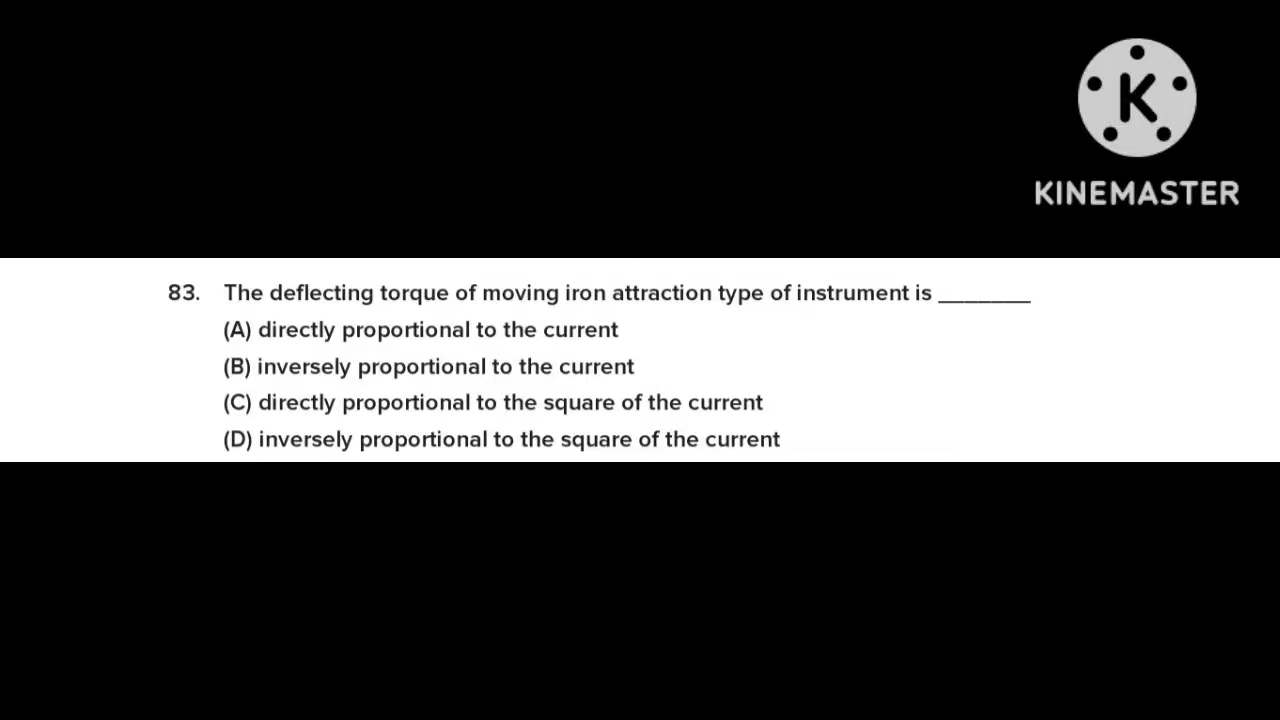 K
KINEMASTER
83. The deflecting torque of moving iron attraction type of instrument is _______
(A) directly proportional to the current
(B) inversely proportional to the current
(C) directly proportional to the square of the current
(D) inversely proportional to the square of the current